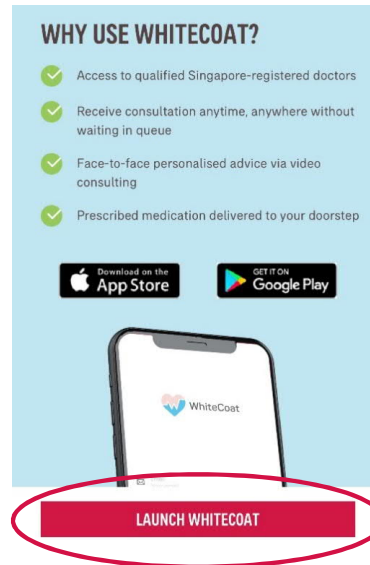 WHY USE WHITECOAT?
Access to qualified Singapore-registered doctors
Receive consultation anytime, anywhere without
waiting in queue
Face-to-face personalised advice via video
consulting
Prescribed medication delivered to your doorstep
Download on the
App Store
GET IT ON
Google Play
WhiteCoat
LAUNCH WHITECOAT